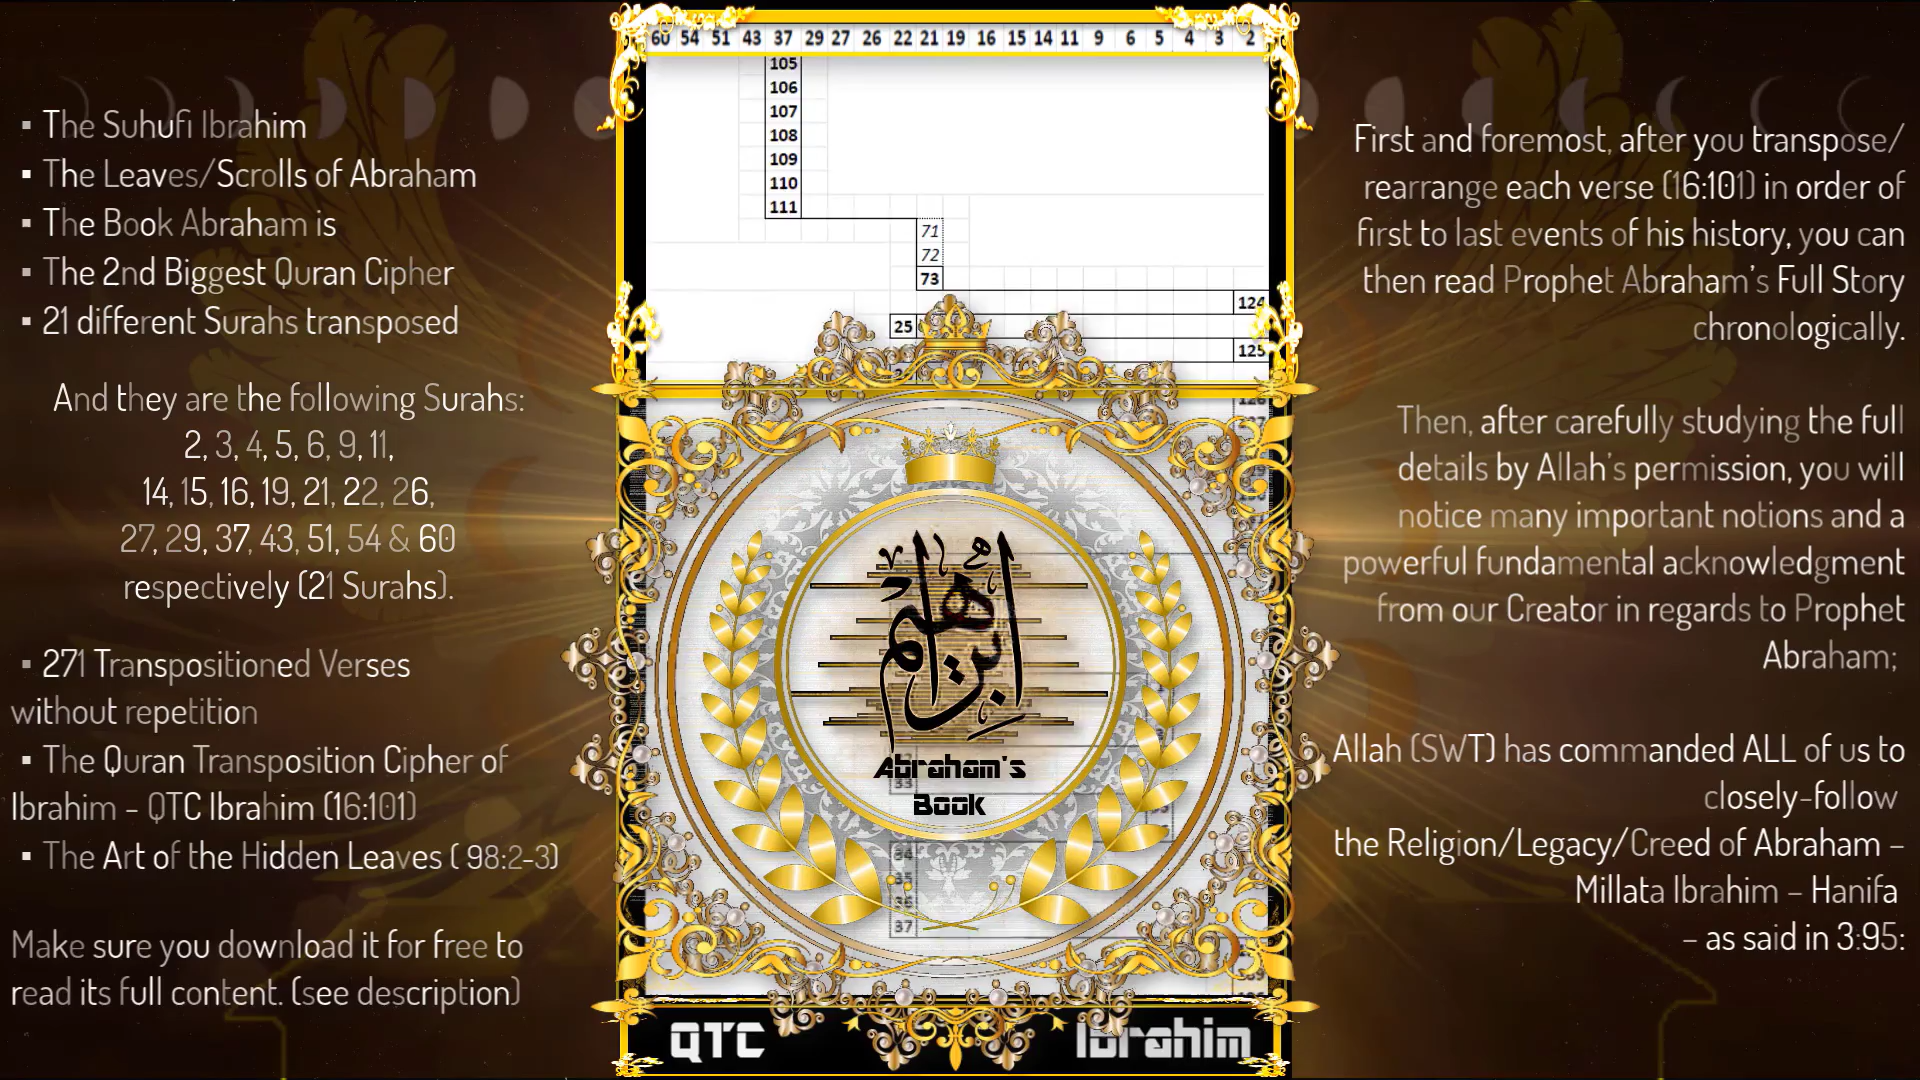 ▪ The Suhufi Ibrahim
▪ The Leaves/Scrolls of Abraham
▪ The Book Abraham is
▪ The 2nd Biggest Quran Cipher
▪ 21 different Surahs transposed
And they are the following Surahs:
2, 3, 4, 5, 6, 9, 11,
14, 15, 16, 19, 21, 22, 26,
27, 29, 37, 43, 51, 54 & 60
respectively (21 Surahs).
▪ 271 Transpositioned Verses
without repetition
▪ The Quran Transposition Cipher of
Ibrahim - QTC Ibrahim (16:101)
▪ The Art of the Hidden Leaves ( 98:2-3)
Make sure you download it for free to
read its full content. (see description)
60 54 51 43 37 29 27 26 22 21 19 16 15 14 11 9 6 5 4 3 2
105
106
107
108
109
110
111
71
72
73
124
25
125
ابرهيم
Abraham's
33
Book
34
35
36
37
QTC Ibrahim
First and foremost, after you transpose/
rearrange each verse (16:101) in order of
first to last events of his history, you can
then read Prophet Abraham's Full Story
chronologically.
Then, after carefully studying the full
details by Allah's permission, you will
notice many important notions and a
powerful fundamental acknowledgment
from our Creator in regards to Prophet
Abraham;
Allah (SWT) has commanded ALL of us to
closely-follow
the Religion/Legacy/Creed of Abraham –
Millata Ibrahim – Hanifa
– as said in 3:95: